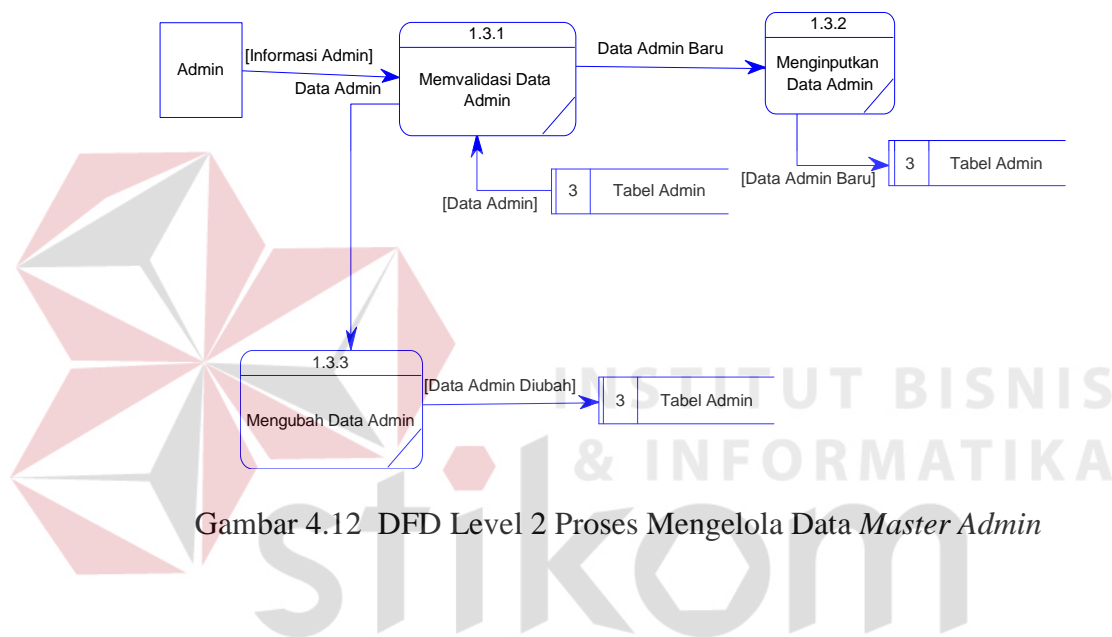 1.3.1
1.3.2
Admin
[Informasi Admin]
Data Admin
Memvalidasi Data
Admin
Data Admin Baru
Menginputkan
Data Admin
[Data Admin]
3
Tabel Admin
[Data Admin Baru]
3
Tabel Admin
1.3.3
Mengubah Data Admin
[Data Admin Diubah]
3
Tabel Admin
INSTITUT BISNIS
& INFORMATIKA
stikom
Gambar 4.12 DFD Level 2 Proses Mengelola Data Master Admin